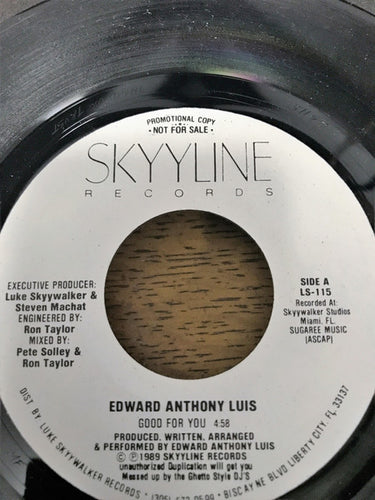 PROMOTIONAL COPY
• NOT FOR SALE •
SKYYLINE
RECORDS
EXECUTIVE PRODUCER:
Luke Skyywalker &
Steven Machat
ENGINEERED BY:
Ron Taylor
MIXED BY:
Pete Solley &
Ron Taylor
SIDE A
LS-115
Recorded At:
Skyywalker Studios
Miami, FL.
SUGAREE MUSIC
(ASCAP)
EDWARD ANTHONY LUIS
GOOD FOR YOU 4:58
PRODUCED, WRITTEN, ARRANGED
& PERFORMED BY EDWARD ANTHONY LUIS
© ℗ 1989 SKYYLINE RECORDS
unauthorized Duplication will get you
Messed up by the Ghetto Style DJ'S
DIST. BY LUKE SKYYWALKER RECORDS / BISCAYNE BLVD LIBERTY CITY, FL 33137
(305)